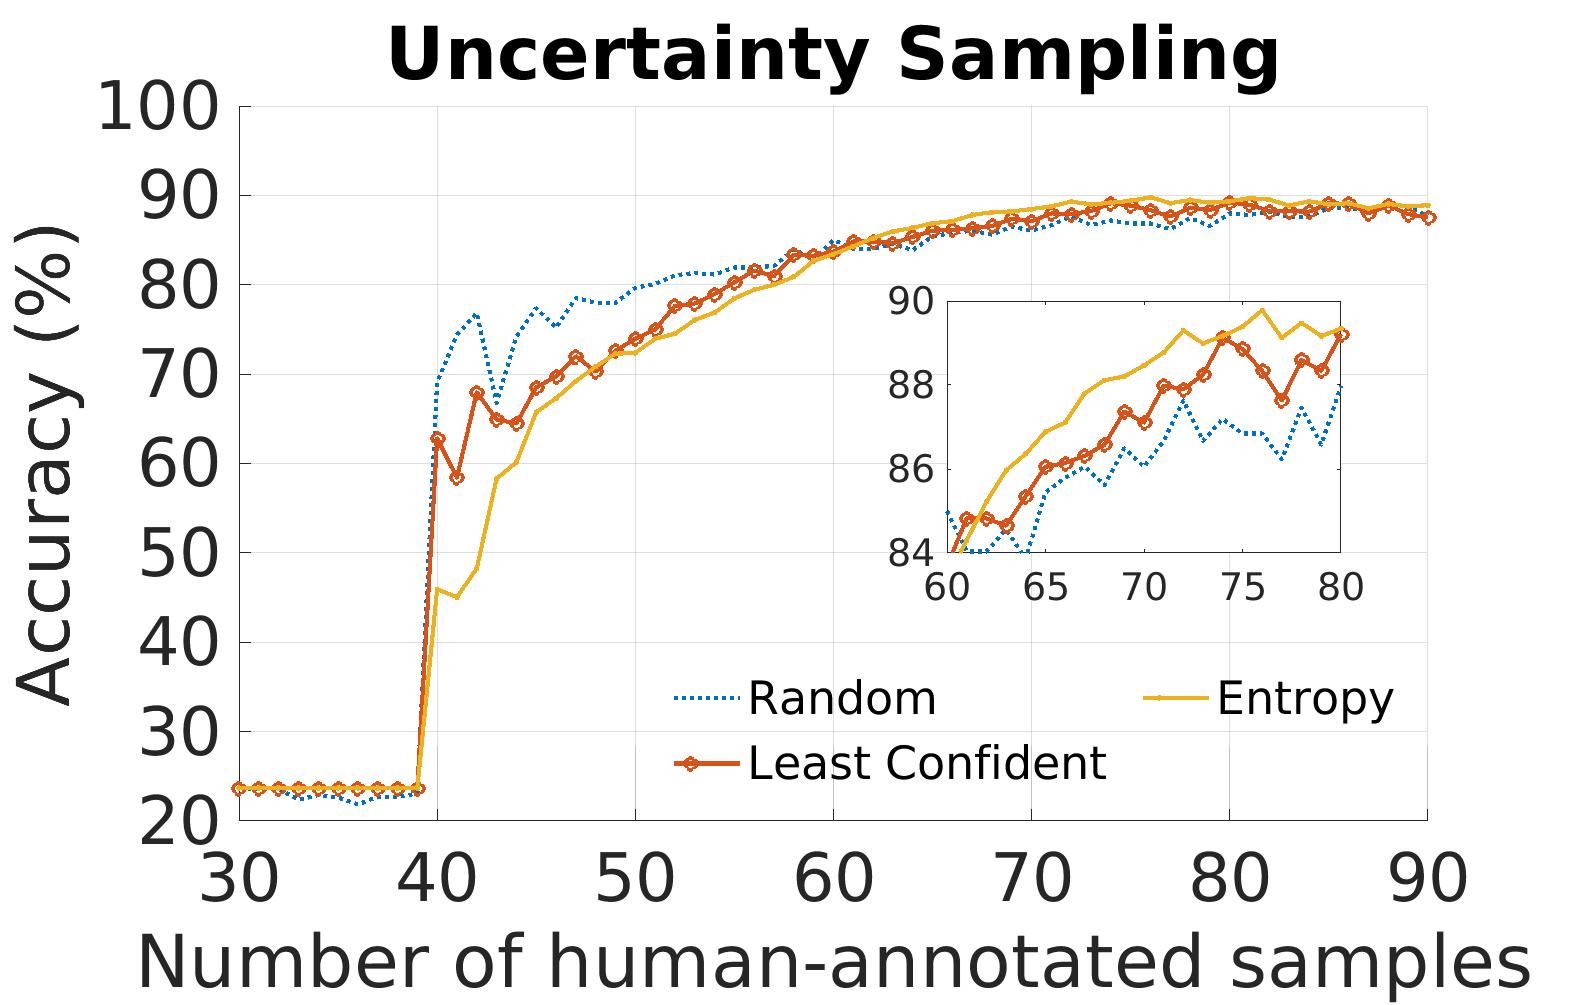 Uncertainty Sampling
Accuracy (%)
100
90
80
70
60
50
40
30
20
30 40 50 60 70 80 90
Number of human-annotated samples
90
88
86
84
60 65 70 75 80
Random
Entropy
Least Confident